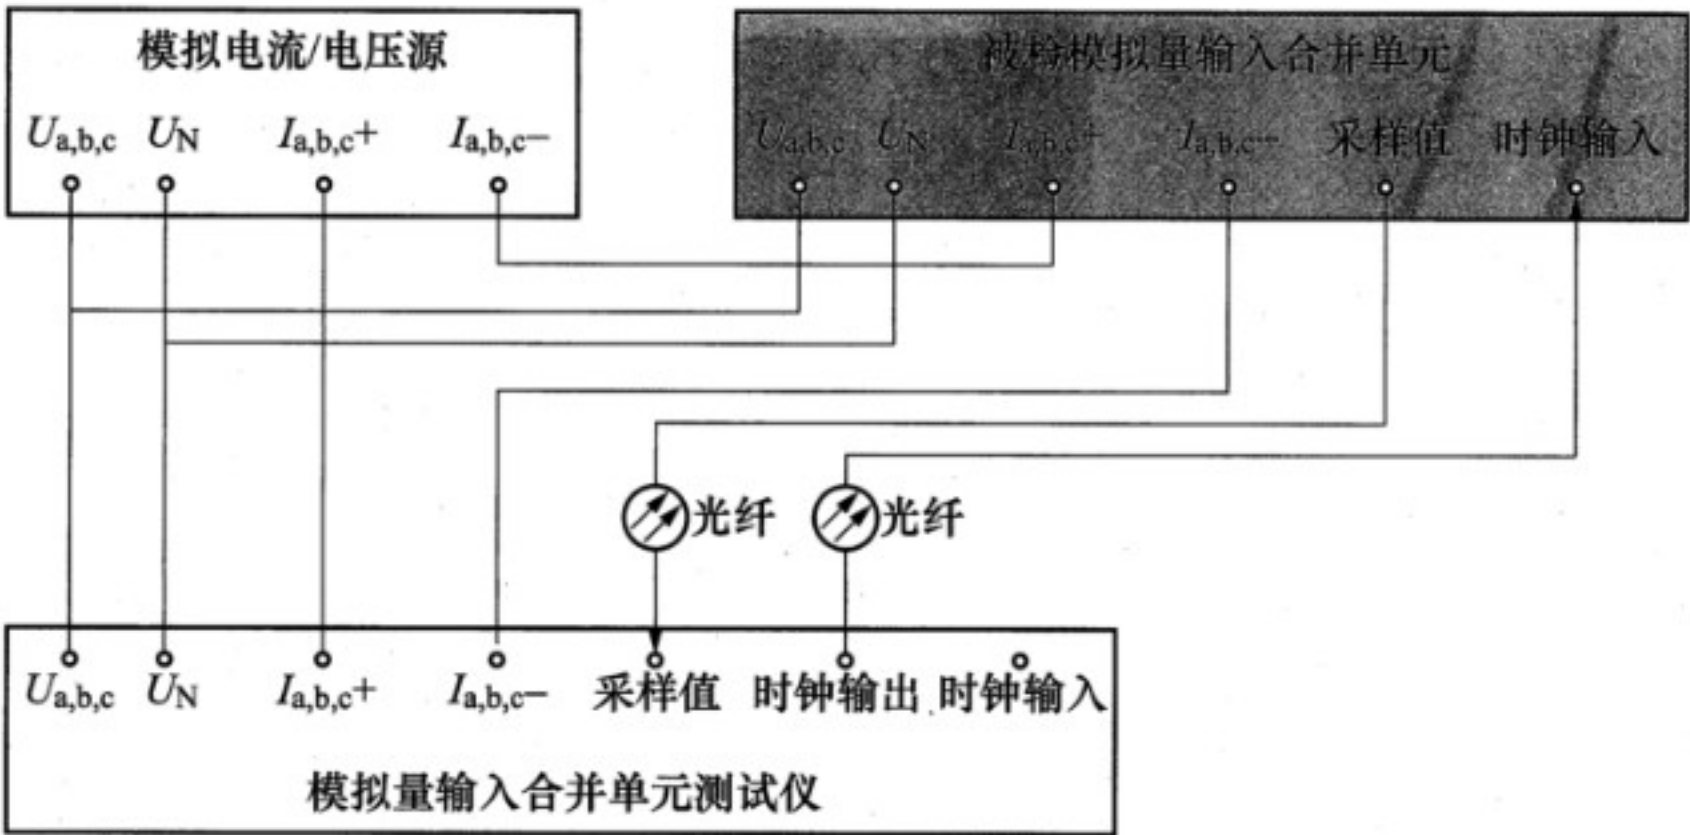 模拟电流/电压源
Ua,b,c UN Ia,b,c+ Ia,b,c−
被检模拟量输入合并单元
Ua,b,c UN Ia,b,c+ Ia,b,c− 采样值 时钟输入
光纤 光纤
Ua,b,c UN Ia,b,c+ Ia,b,c− 采样值 时钟输出 时钟输入
模拟量输入合并单元测试仪